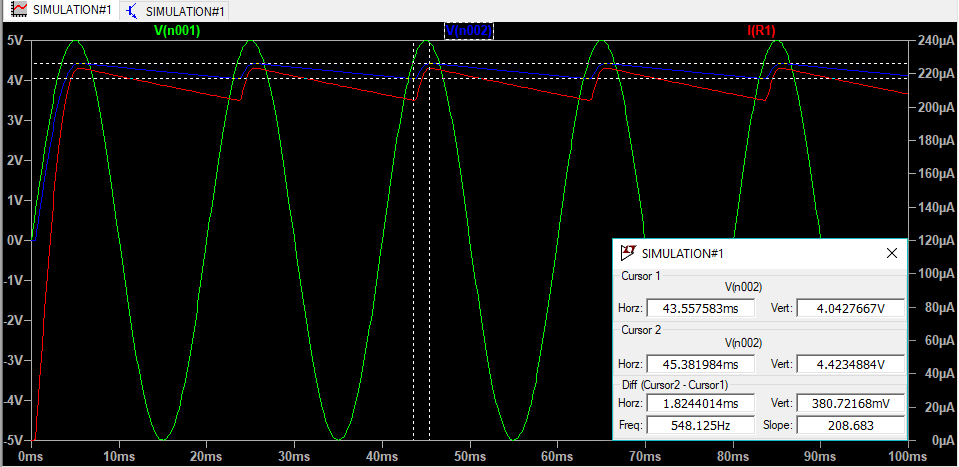 SIMULATION#1 SIMULATION#1
V(n001) V(n002) I(R1)
5V 240µA
4V 220µA
3V 200µA
2V 180µA
1V 160µA
0V 140µA
-1V 120µA
-2V 100µA
-3V 80µA
-4V 60µA
-5V 40µA
20µA
0µA
0ms 10ms 20ms 30ms 40ms 50ms 60ms 70ms 80ms 90ms 100ms
SIMULATION#1
Cursor 1
V(n002)
Horz: 43.557583ms Vert: 4.0427667V
Cursor 2
V(n002)
Horz: 45.381984ms Vert: 4.4234884V
Diff (Cursor2 - Cursor1)
Horz: 1.8244014ms Vert: 380.72168mV
Freq: 548.125Hz Slope: 208.683